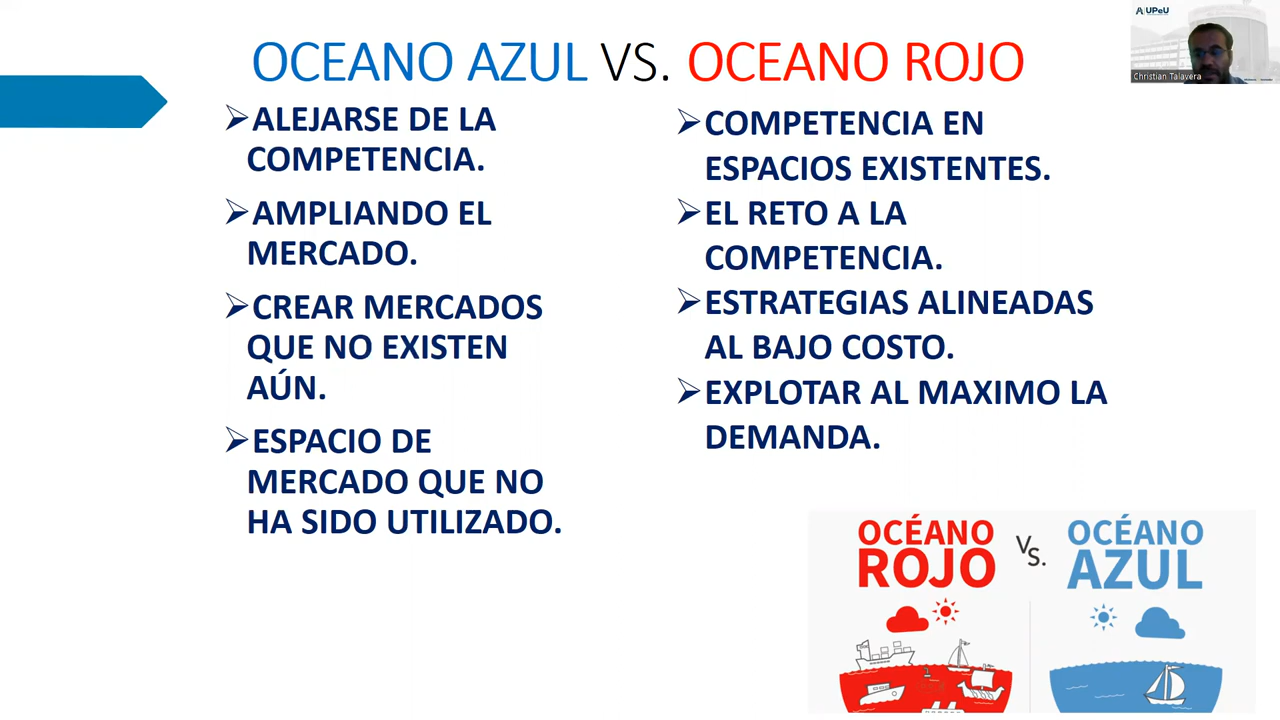 OCEANO AZUL VS. OCEANO ROJO
ALEJARSE DE LA
COMPETENCIA.
AMPLIANDO EL
MERCADO.
CREAR MERCADOS
QUE NO EXISTEN
AÚN.
ESPACIO DE
MERCADO QUE NO
HA SIDO UTILIZADO.
COMPETENCIA EN
ESPACIOS EXISTENTES.
EL RETO A LA
COMPETENCIA.
ESTRATEGIAS ALINEADAS
AL BAJO COSTO.
EXPLOTAR AL MAXIMO LA
DEMANDA.
OCÉANO
ROJO
VS.
OCÉANO
AZUL
UPeU
Christian Talavera